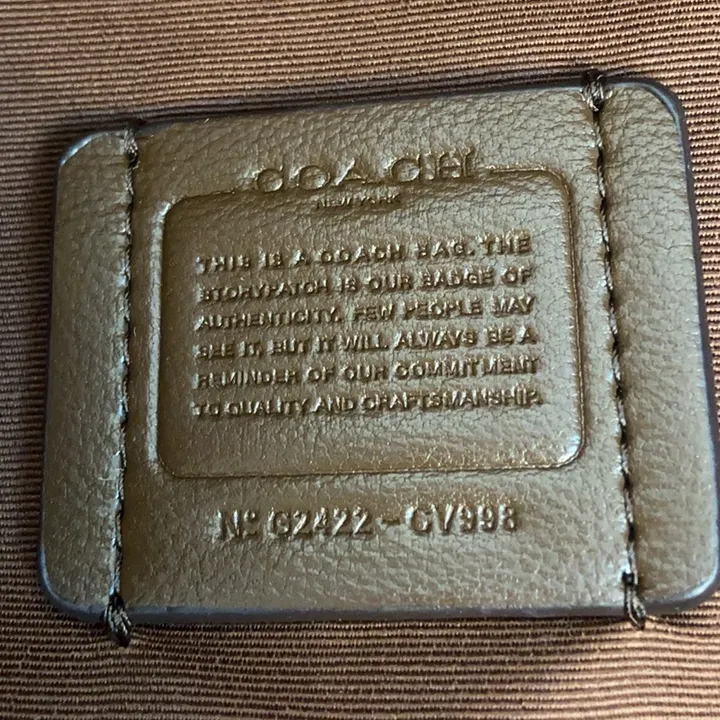 COACH
NEW YORK
THIS IS A COACH BAG. THE
STORYPATCH IS OUR BADGE OF
AUTHENTICITY. FEW PEOPLE MAY
SEE IT, BUT IT WILL ALWAYS BE A
REMINDER OF OUR COMMITMENT
TO QUALITY AND CRAFTSMANSHIP.
Nº G2422-CV998